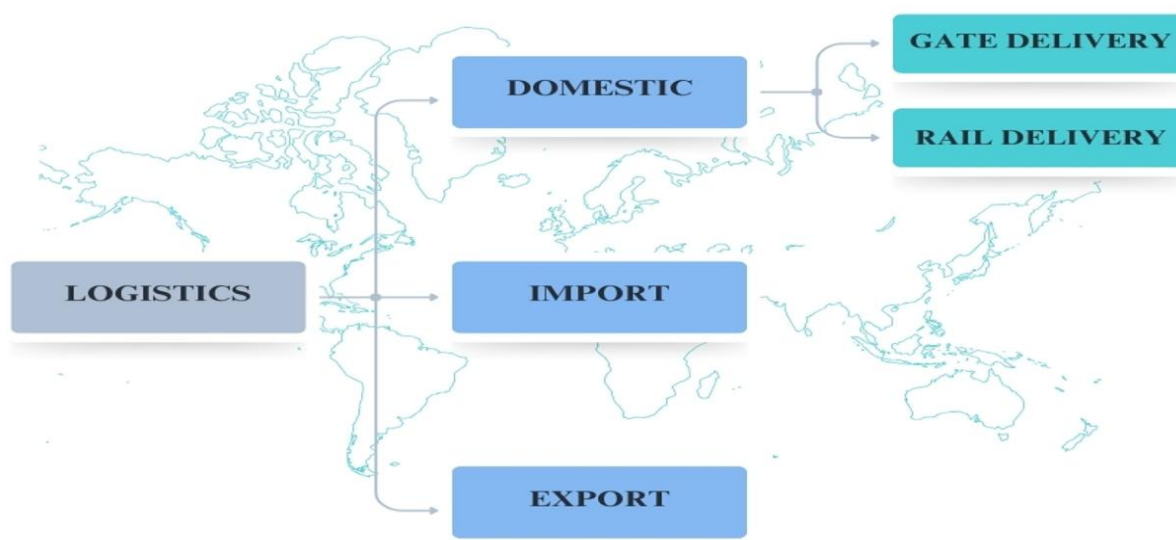 LOGISTICS
DOMESTIC
GATE DELIVERY
RAIL DELIVERY
IMPORT
EXPORT